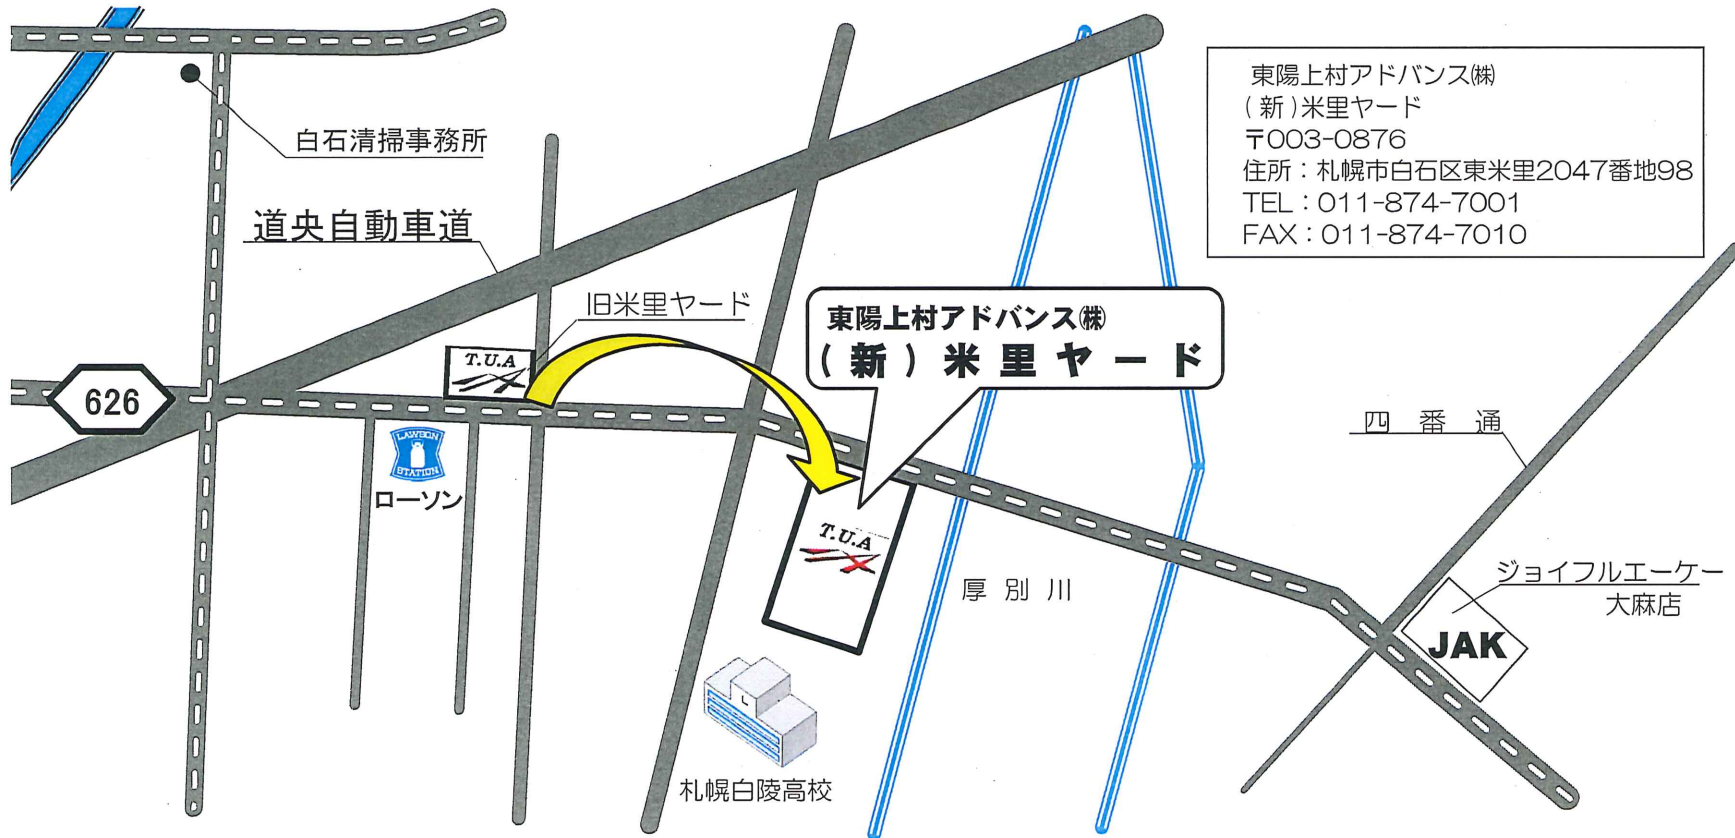 東陽上村アドバンス㈱
(新)米里ヤード
〒003-0876
住所:札幌市白石区東米里2047番地98
TEL:011-874-7001
FAX:011-874-7010
白石清掃事務所
道央自動車道
旧米里ヤード
T.U.A
東陽上村アドバンス㈱
(新)米里ヤード
626
LAWSON
STATION
ローソン
四番通
T.U.A
厚別川
ジョイフルエーケー
大麻店
JAK
札幌白陵高校